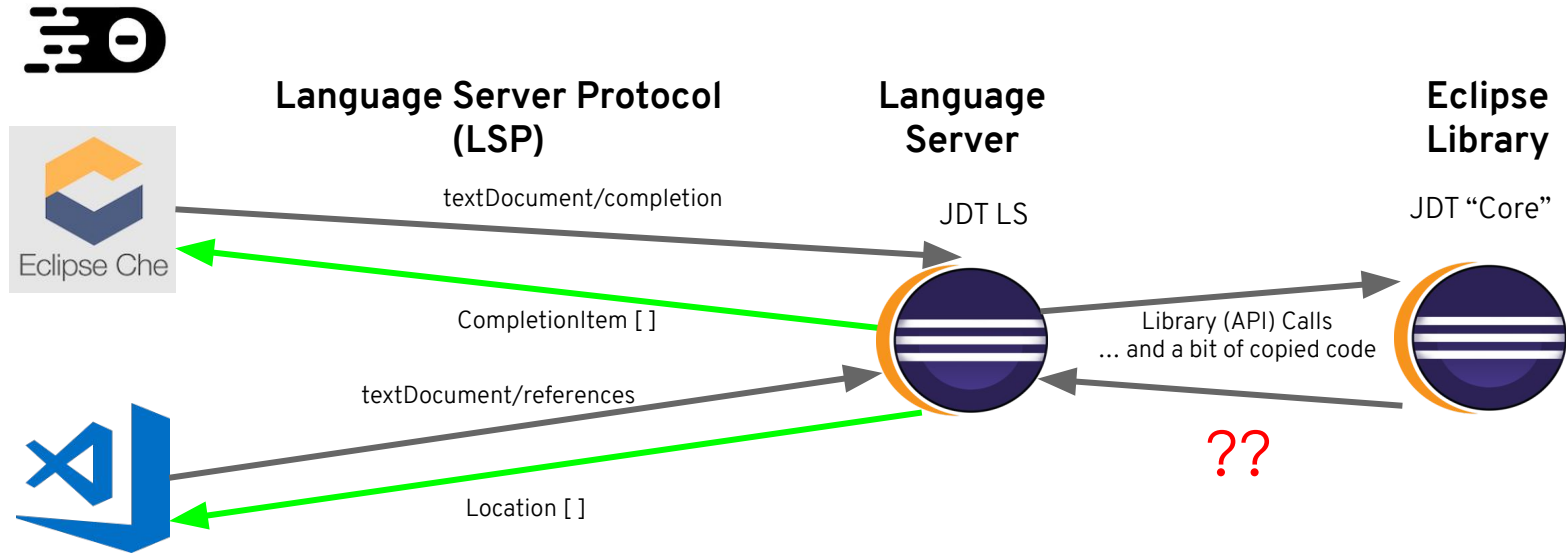 Language Server Protocol
(LSP)
Language
Server
Eclipse
Library
Eclipse Che
textDocument/completion
CompletionItem [ ]
textDocument/references
Location [ ]
JDT LS
JDT “Core”
Library (API) Calls
... and a bit of copied code
??